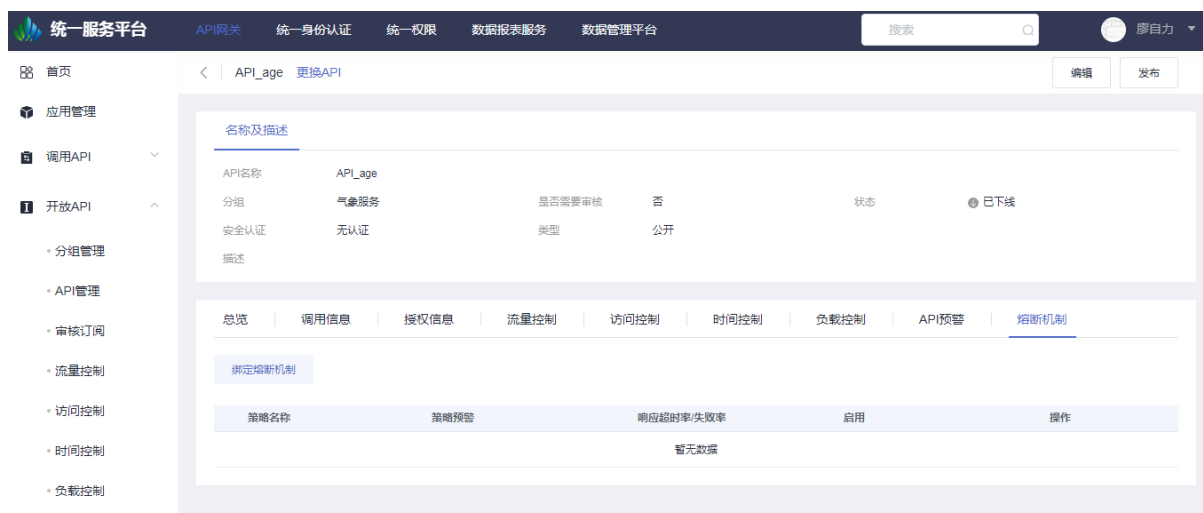 统一服务平台 API网关 统一身份认证 统一权限 数据报表服务 数据管理平台 搜索 廖自力
首页
应用管理
调用API
开放API
分组管理
API管理
审核订阅
流量控制
访问控制
时间控制
负载控制
API_age 更换API 编辑 发布
名称及描述
API名称 API_age
分组 气象服务 是否需要审核 否 状态 已下线
安全认证 无认证 类型 公开
描述
总览 调用信息 授权信息 流量控制 访问控制 时间控制 负载控制 API预警 熔断机制
绑定熔断机制
策略名称 策略预警 响应超时率/失败率 启用 操作
暂无数据